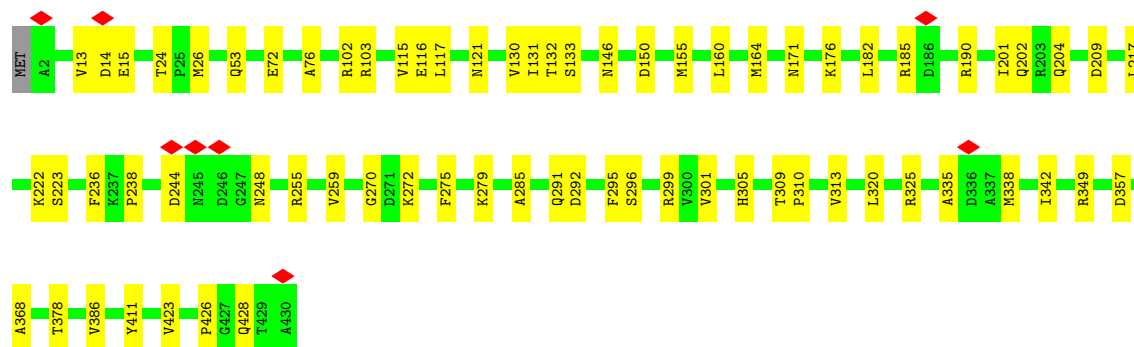 MET A2 V13 D14 E15 T24 P25 M26 Q53 E72 A76 R102 R103 V115 E116 L117 N121 V130 I131 T132 S133 N146 D150 M155 L160 M164 N171 K176 L182 R185 D186 R190 I201 Q202 R203 Q204 D209 L217
K222 S223 F236 K237 P238 D244 N245 D246 G247 N248 R255 V259 G270 D271 K272 F275 K279 A285 Q291 D292 F295 S296 R299 V300 V301 H305 T309 P310 V313 L320 R325 A335 D336 A337 M338 I342 R349 D357
A368 T378 V386 Y411 V423 P426 G427 Q428 T429 A430